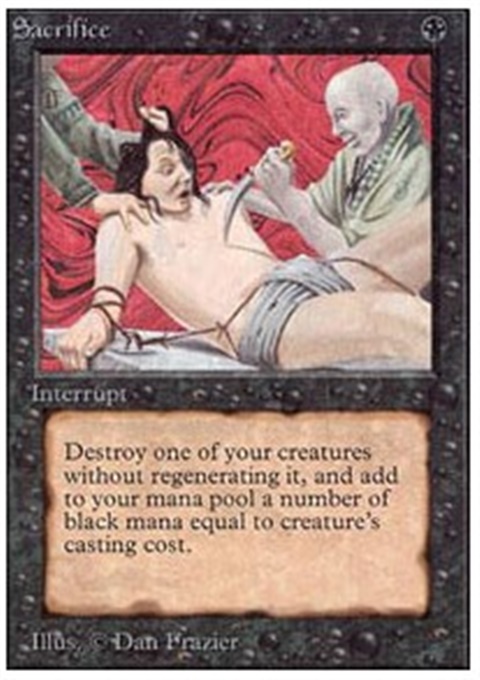 Sacrifice
Interrupt
Destroy one of your creatures
without regenerating it, and add
to your mana pool a number of
black mana equal to creature's
casting cost.
Illus. © Dan Frazier